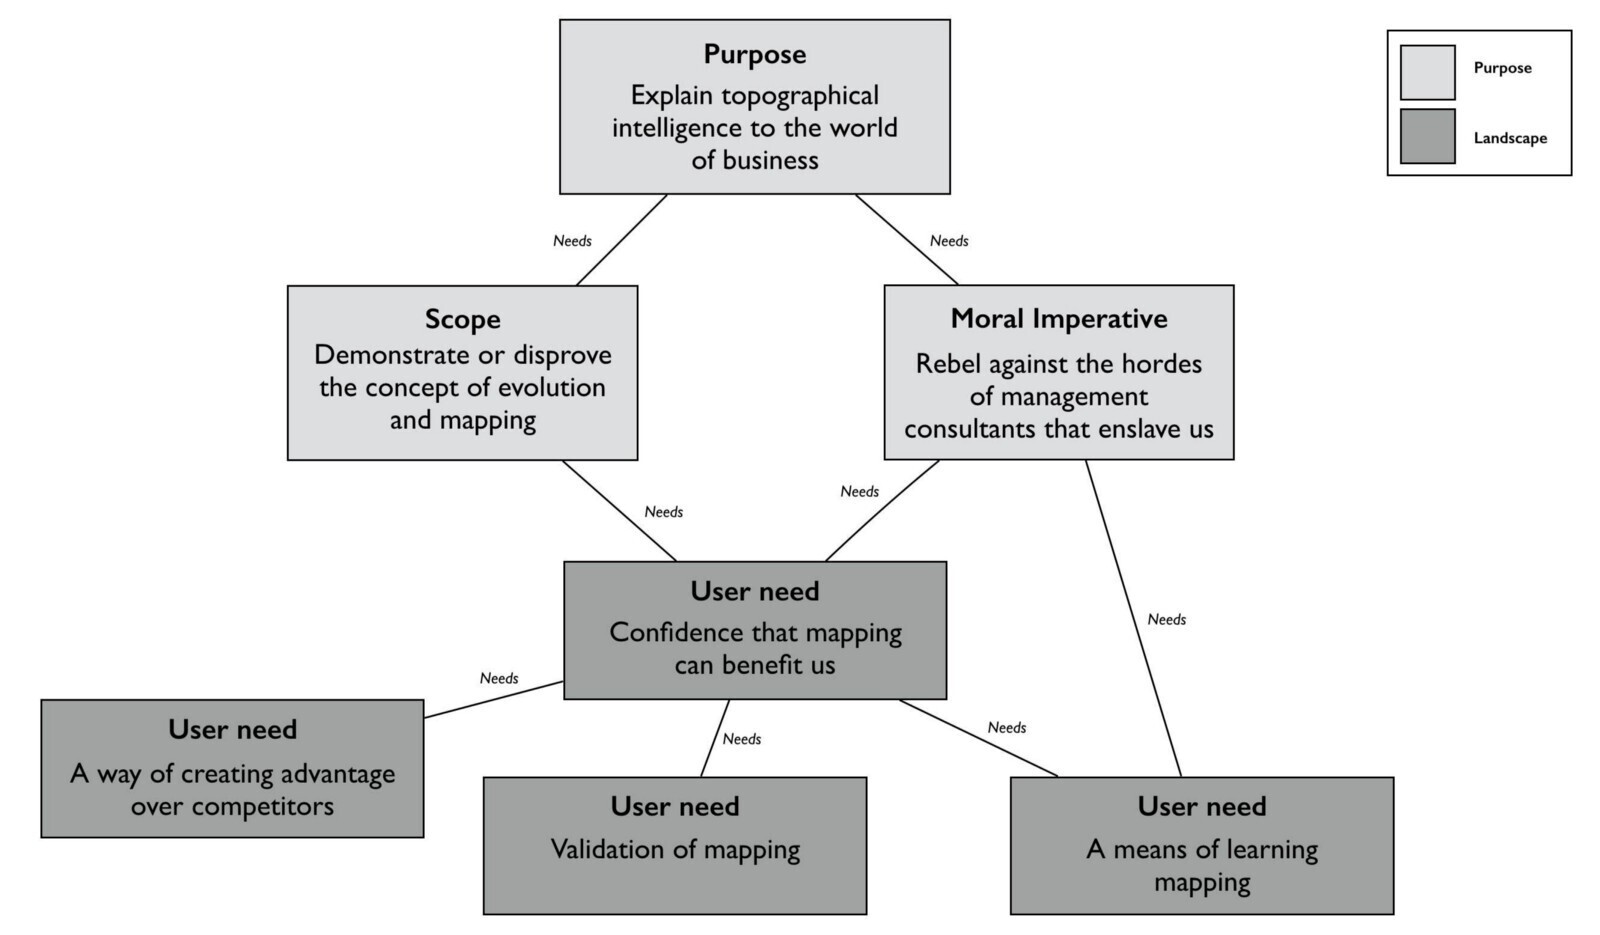 Purpose
Explain topographical
intelligence to the world
of business
Purpose
Landscape
Needs
Needs
Scope
Demonstrate or disprove
the concept of evolution
and mapping
Moral Imperative
Rebel against the hordes
of management
consultants that enslave us
Needs
Needs
Needs
User need
Confidence that mapping
can benefit us
Needs
Needs
Needs
User need
A way of creating advantage
over competitors
User need
Validation of mapping
User need
A means of learning
mapping